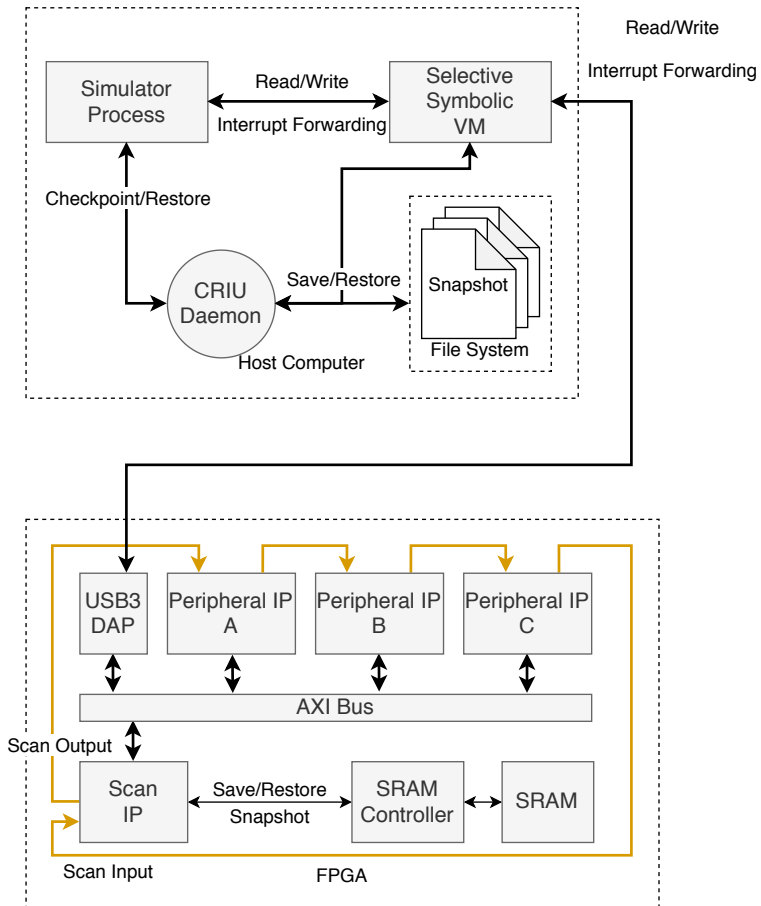 Read/Write
Interrupt Forwarding
Simulator
Process
Read/Write
Interrupt Forwarding
Selective
Symbolic
VM
Checkpoint/Restore
CRIU
Daemon
Save/Restore
Snapshot
File System
Host Computer
USB3
DAP
Peripheral IP
A
Peripheral IP
B
Peripheral IP
C
AXI Bus
Scan Output
Scan
IP
Save/Restore
Snapshot
SRAM
Controller
SRAM
Scan Input
FPGA